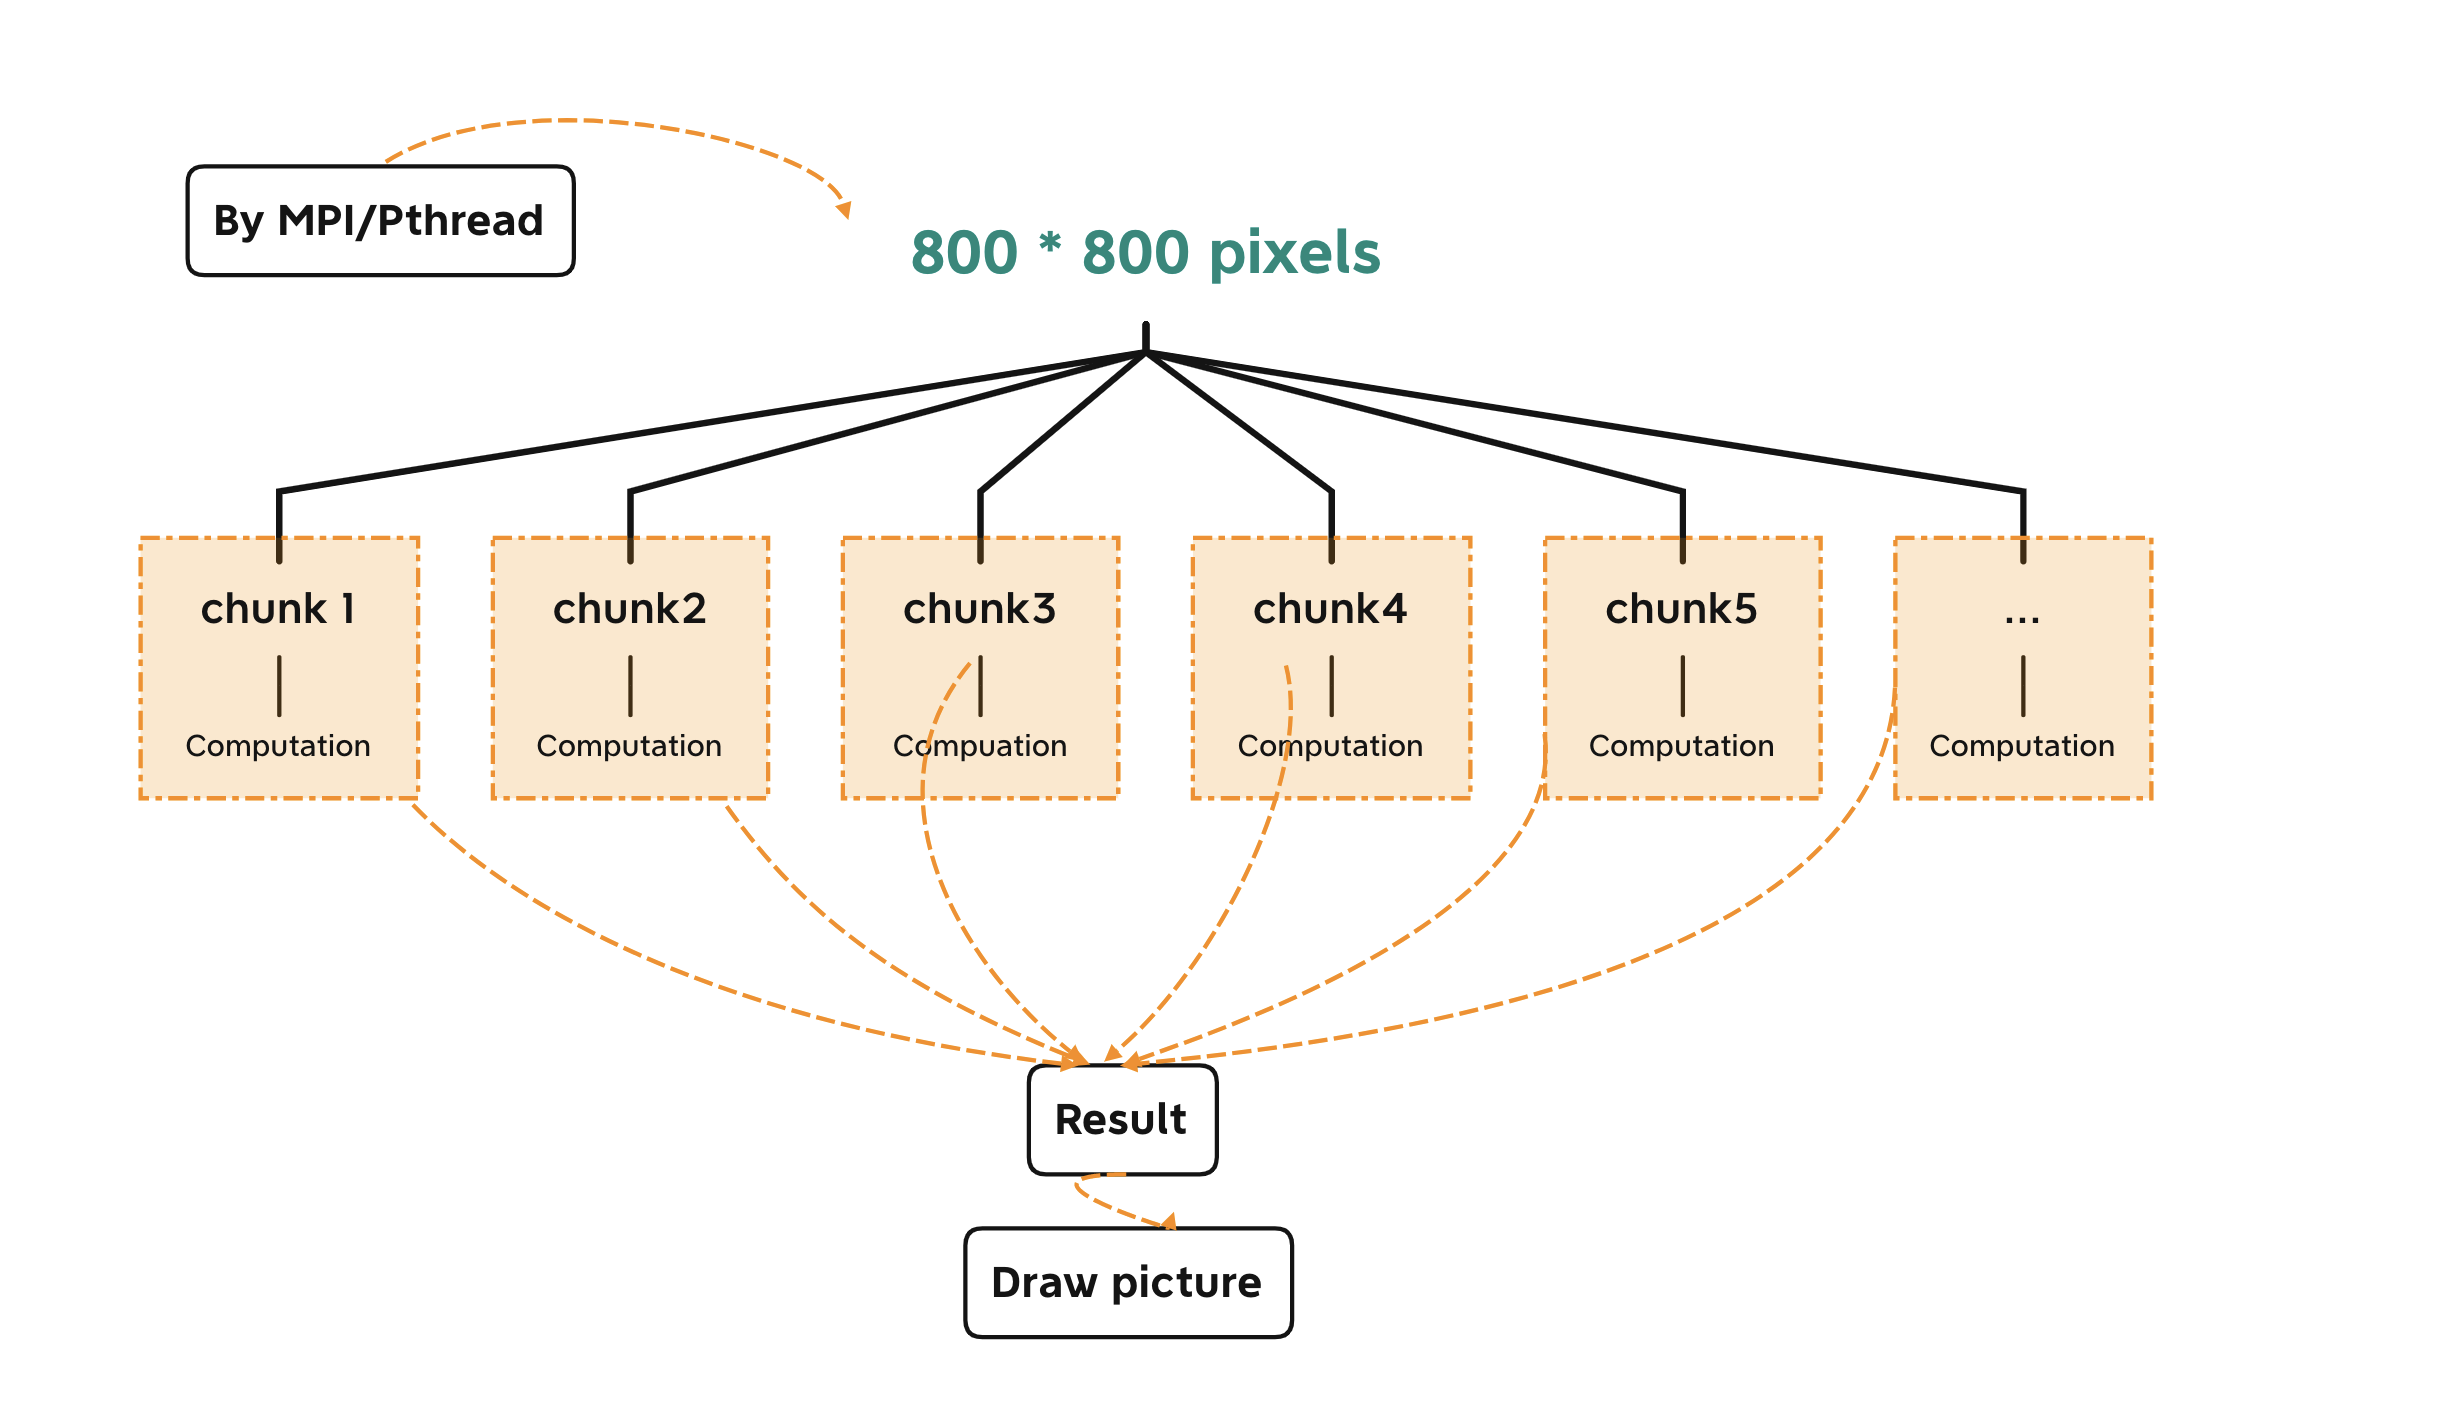 By MPI/Pthread
800 * 800 pixels
chunk 1
chunk2
chunk3
chunk4
chunk5
...
Computation
Computation
Compuation
Computation
Computation
Computation
Result
Draw picture